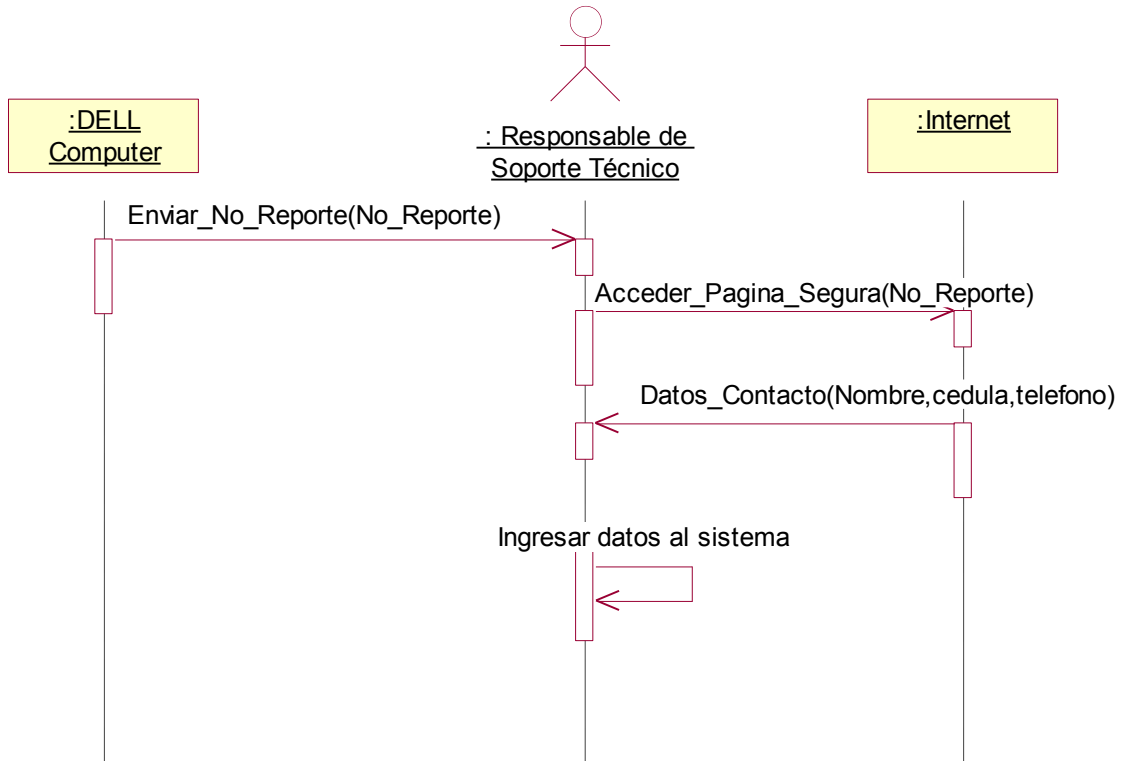 :DELL
Computer
: Responsable de
Soporte Técnico
:Internet
Enviar_No_Reporte(No_Reporte)
Acceder_Pagina_Segura(No_Reporte)
Datos_Contacto(Nombre,cedula,telefono)
Ingresar datos al sistema